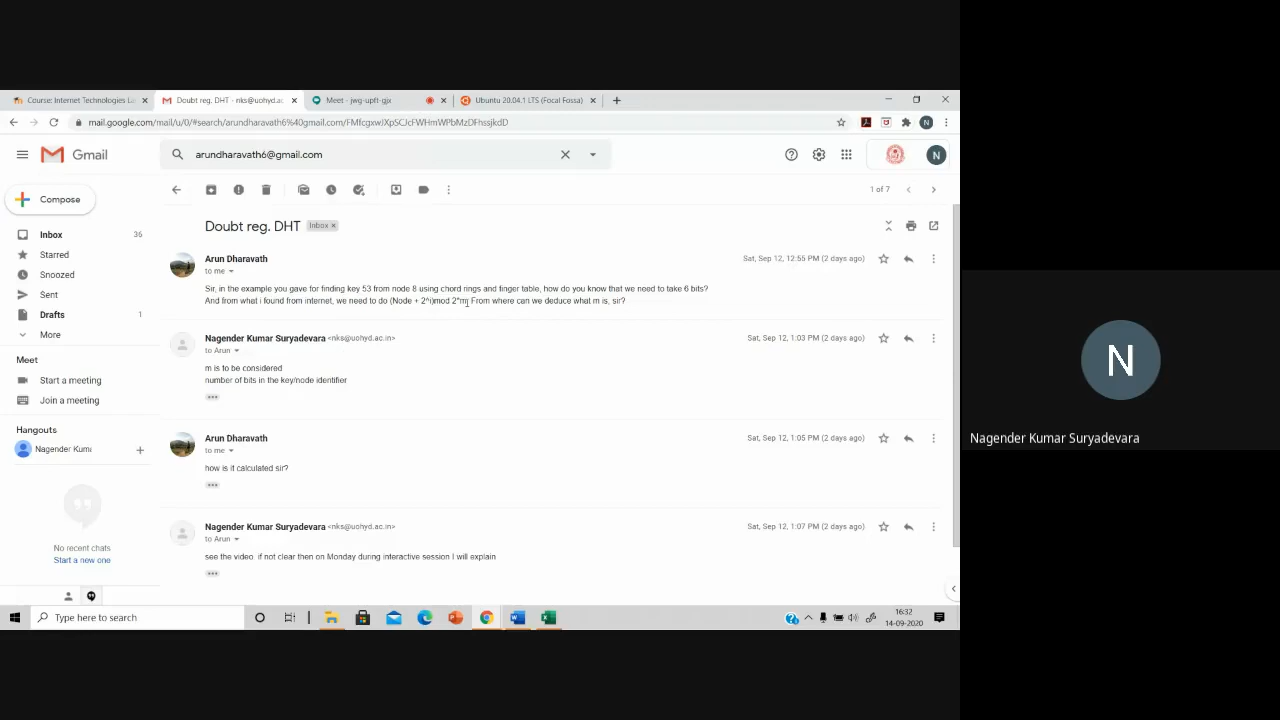 Course: Internet Technologies La
Doubt reg. DHT - nks@uohyd.ac
Meet - jwg-upft-gjx
Ubuntu 20.04.1 LTS (Focal Fossa)
mail.google.com/mail/u/0/#search/arundharavath6%40gmail.com/FMfcgxwJXpSCJcFWHmWPbMzDFhssjkdD
N
Gmail
arundharavath6@gmail.com
N
Compose
1 of 7
Inbox 36
Starred
Snoozed
Sent
Drafts 1
More
Meet
Start a meeting
Join a meeting
Hangouts
Nagender Kuma
No recent chats
Start a new one
Doubt reg. DHT Inbox x
Arun Dharavath Sat, Sep 12, 12:55 PM (2 days ago)
to me
Sir, in the example you gave for finding key 53 from node 8 using chord rings and finger table, how do you know that we need to take 6 bits?
And from what i found from internet, we need to do (Node + 2^i)mod 2^m. From where can we deduce what m is, sir?
Nagender Kumar Suryadevara <nks@uohyd.ac.in> Sat, Sep 12, 1:03 PM (2 days ago)
to Arun
m is to be considered
number of bits in the key/node identifier
Arun Dharavath Sat, Sep 12, 1:05 PM (2 days ago)
to me
how is it calculated sir?
Nagender Kumar Suryadevara <nks@uohyd.ac.in> Sat, Sep 12, 1:07 PM (2 days ago)
to Arun
see the video. if not clear then on Monday during interactive session I will explain
Type here to search
16:32
14-09-2020
N
Nagender Kumar Suryadevara